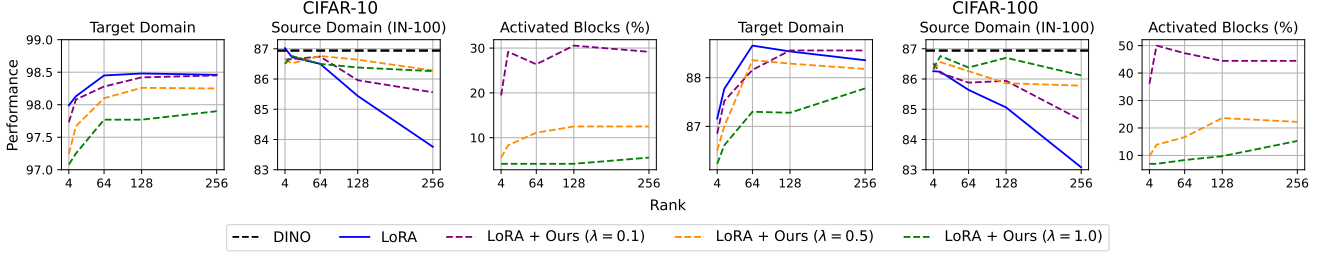 CIFAR-10
CIFAR-100
Target Domain
Source Domain (IN-100)
Activated Blocks (%)
Target Domain
Source Domain (IN-100)
Activated Blocks (%)
Performance
99.0
98.5
98.0
97.5
97.0
4 64 128 256
87
86
85
84
83
4 64 128 256
30
20
10
4 64 128 256
88
87
4 64 128 256
87
86
85
84
83
4 64 128 256
50
40
30
20
10
4 64 128 256
Rank
DINO LoRA LoRA + Ours (λ = 0.1) LoRA + Ours (λ = 0.5) LoRA + Ours (λ = 1.0)